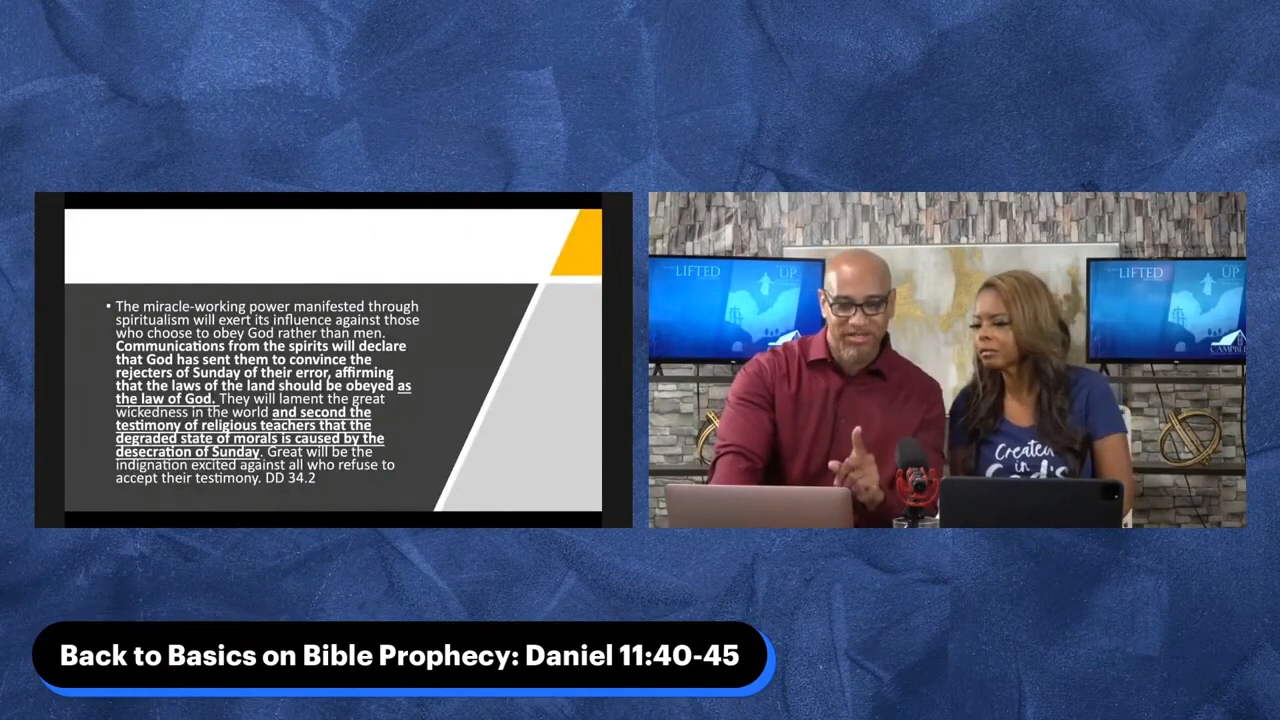 • The miracle-working power manifested through
spiritualism will exert its influence against those
who choose to obey God rather than men.
Communications from the spirits will declare
that God has sent them to convince the
rejecters of Sunday of their error, affirming
that the laws of the land should be obeyed as
the law of God. They will lament the great
wickedness in the world and second the
testimony of religious teachers that the
degraded state of morals is caused by the
desecration of Sunday. Great will be the
indignation excited against all who refuse to
accept their testimony. DD 34.2
LIFTED UP
LIFTED UP
Created
in
God's
Back to Basics on Bible Prophecy: Daniel 11:40-45